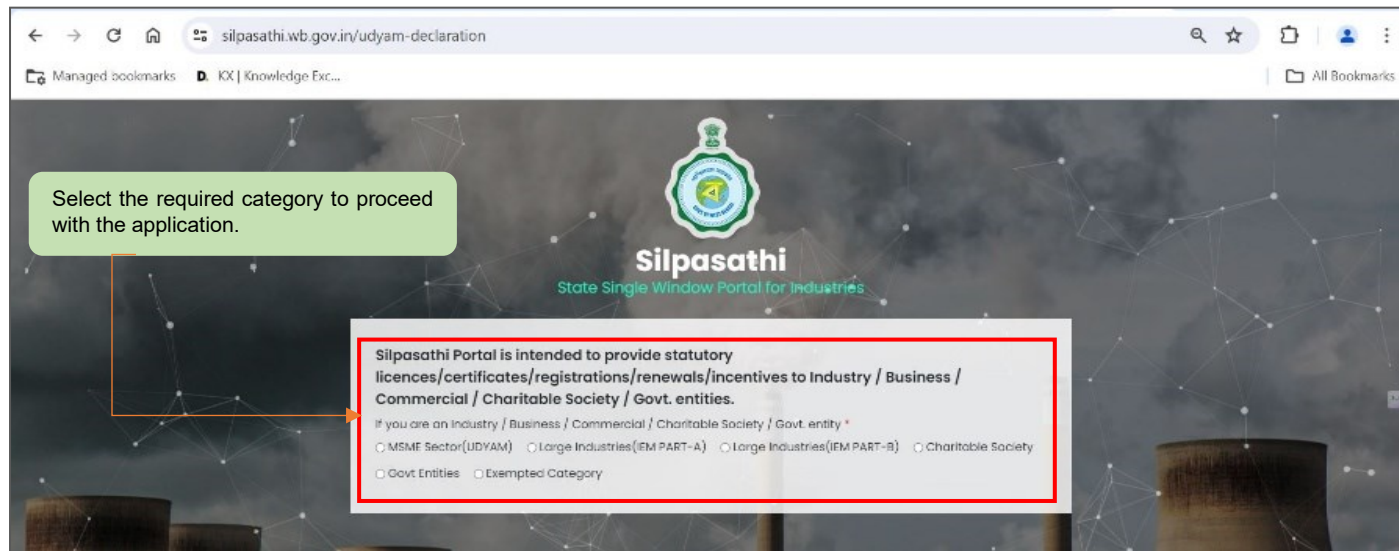 silpasathi.wb.gov.in/udyam-declaration
Managed bookmarks D. KX | Knowledge Exc... All Bookmarks
Select the required category to proceed
with the application.
Silpasathi
State Single Window Portal for Industries
Silpasathi Portal is intended to provide statutory
licences/certificates/registrations/renewals/incentives to Industry / Business /
Commercial / Charitable Society / Govt. entities.
If you are an Industry / Business / Commercial / Charitable Society / Govt. entity *
MSME Sector(UDYAM) Large Industries(IEM PART-A) Large Industries(IEM PART-B) Charitable Society
Govt Entities Exempted Category